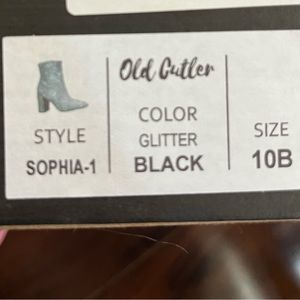 Old Cutler
STYLE
SOPHIA-1
COLOR
GLITTER
BLACK
SIZE
10B